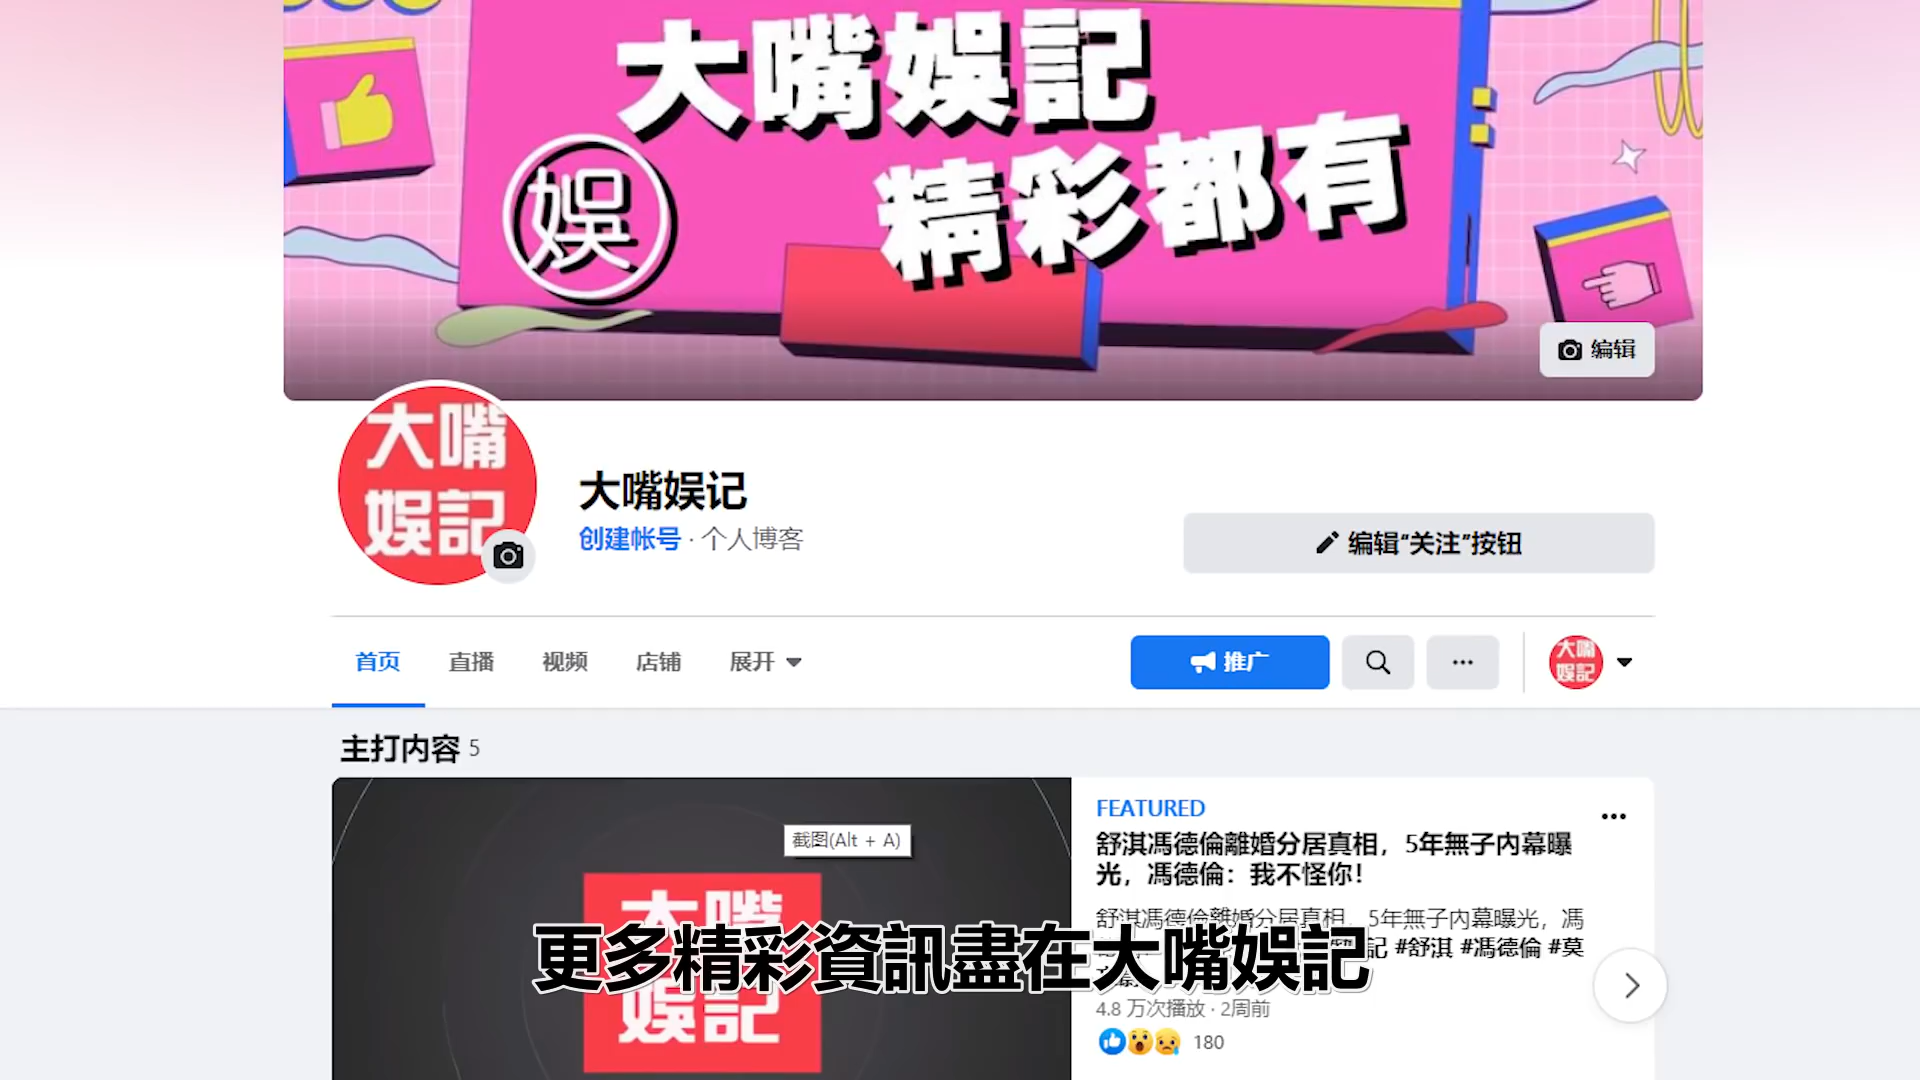 大嘴娛記
精彩都有
娛
编辑
大嘴
娛記
大嘴娱记
创建帐号 · 个人博客
编辑“关注”按钮
首页
直播
视频
店铺
展开
推广
大嘴
娛記
主打内容 5
截图(Alt + A)
大嘴
娛記
FEATURED
舒淇馮德倫離婚分居真相，5年無子內幕曝
光，馮德倫：我不怪你！
舒淇馮德倫離婚分居真相，5年無子內幕曝光，馮
記 #舒淇 #馮德倫 #莫
更多精彩資訊盡在大嘴娛記
4.8 万次播放 · 2周前
180